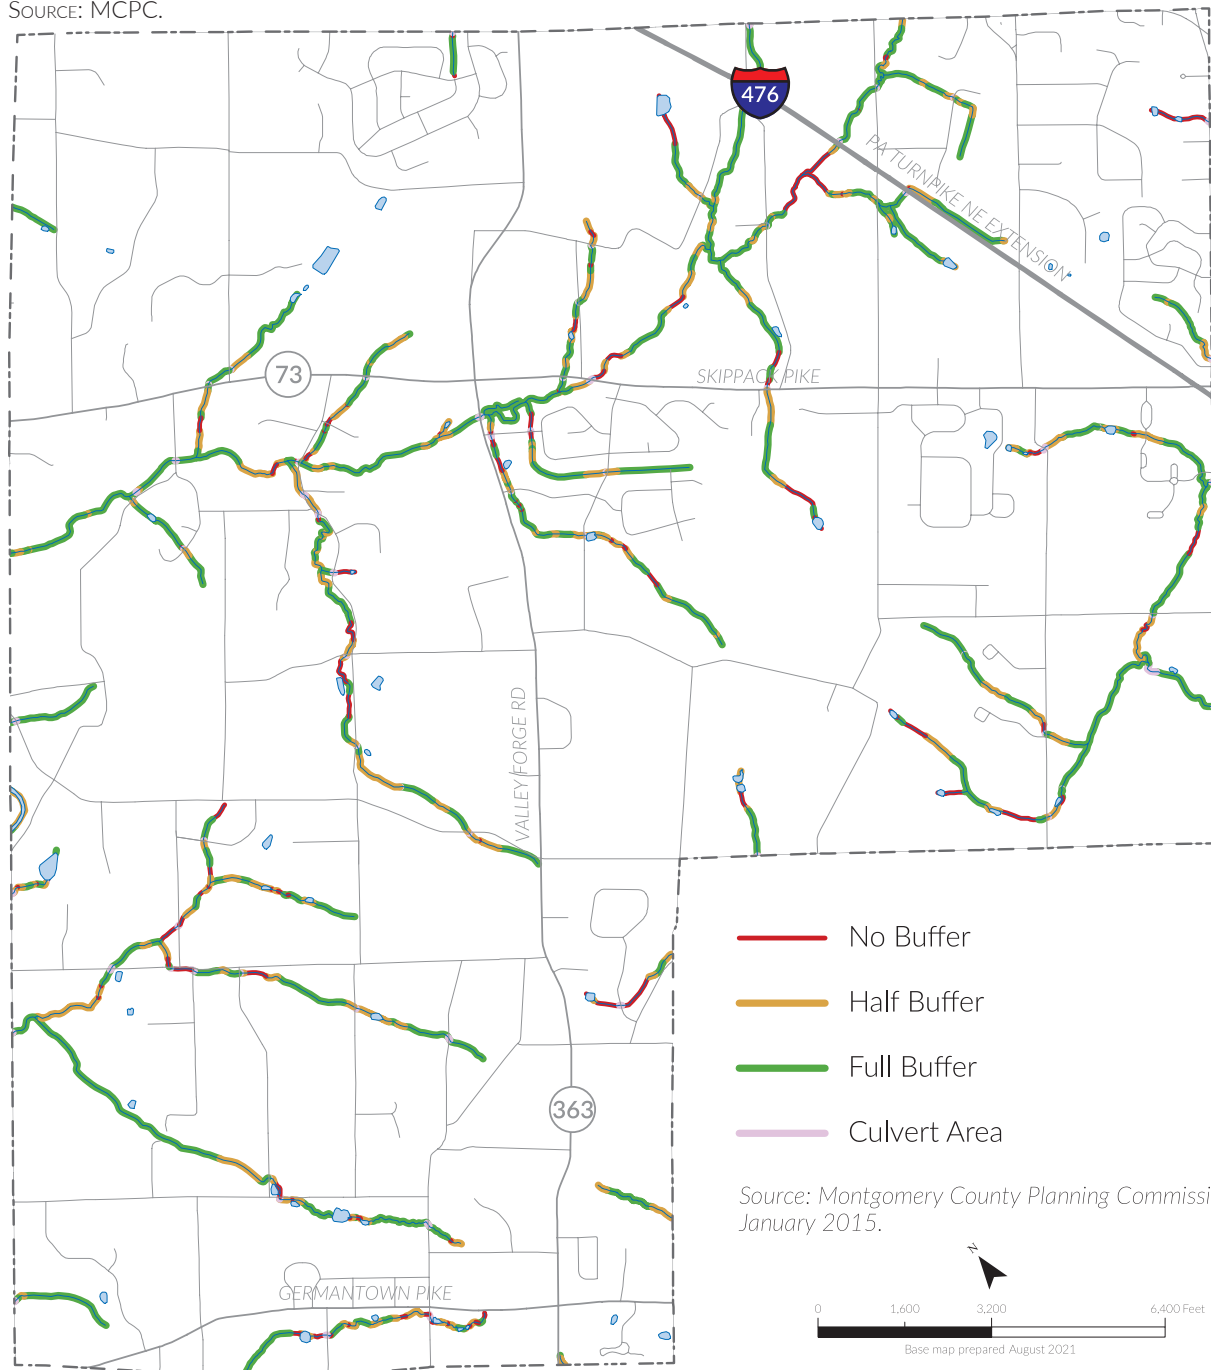 SOURCE: MCPC.
476
PA TURNPIKE NE EXTENSION
73
SKIPPACK PIKE
VALLEY FORGE RD
No Buffer
Half Buffer
Full Buffer
363
Culvert Area
Source: Montgomery County Planning Commissi
January 2015.
N
GERMANTOWN PIKE
0 1,600 3,200 6,400 Feet
Base map prepared August 2021